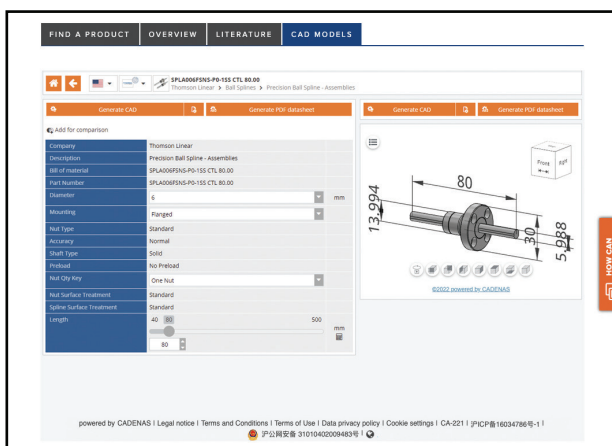 FIND A PRODUCT OVERVIEW LITERATURE CAD MODELS
SPLA006FSNS-P0-1SS CTL 80.00
Thomson Linear > Ball Splines > Precision Ball Spline - Assemblies
Generate CAD Generate PDF datasheet Generate CAD Generate PDF datasheet
Add for comparison
Company Thomson Linear
Description Precision Ball Spline - Assemblies
Bill of material SPLA006FSNS-P0-1SS CTL 80.00
Part Number SPLA006FSNS-P0-1SS CTL 80.00
Diameter 6 mm
Mounting Flanged
Nut Type Standard
Accuracy Normal
Shaft Type Solid
Preload No Preload
Nut Qty Key One Nut
Nut Surface Treatment Standard
Spline Surface Treatment Standard
Length 40 80 500 mm
80
Front Right
80
13.994
30
5.988
©2022 powered by CADENAS
HOW CAN
powered by CADENAS I Legal notice I Terms and Conditions I Terms of Use I Data privacy policy I Cookie settings I CA-221 I 沪ICP备16034786号-1 I
沪公网安备 31010402009483号 I